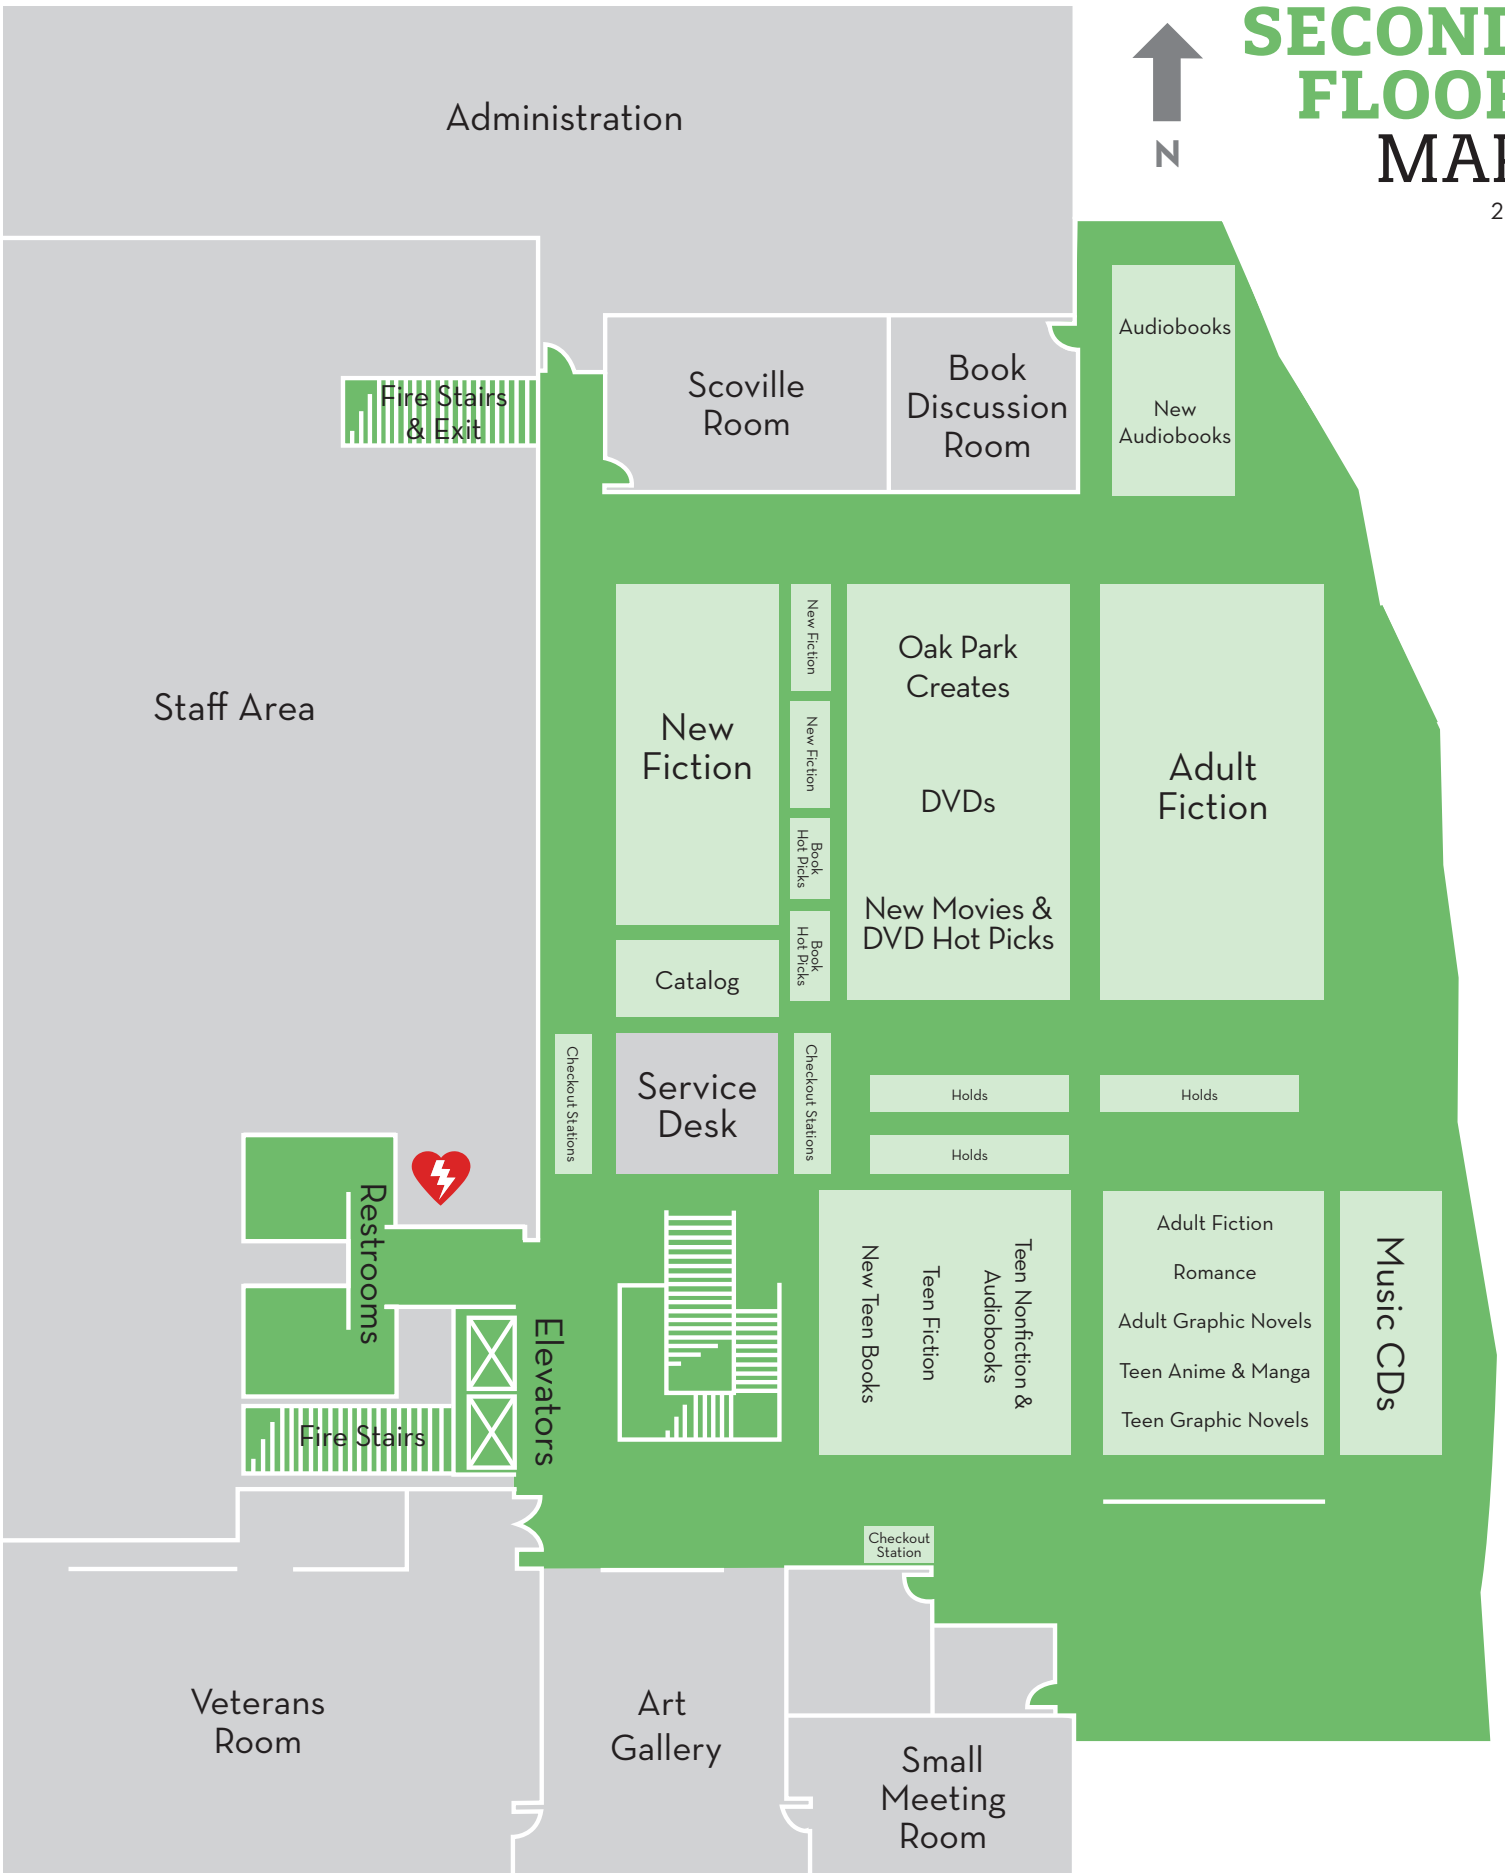 SECOND
FLOOR
MAP
2
N
Administration
Audiobooks
New
Audiobooks
Scoville
Room
Book
Discussion
Room
Fire Stairs
& Exit
Staff Area
New
Fiction
New Fiction
New Fiction
Book
Hot Picks
Book
Hot Picks
Oak Park
Creates
DVDs
New Movies &
DVD Hot Picks
Adult
Fiction
Catalog
Checkout Stations
Service
Desk
Checkout Stations
Holds
Holds
Holds
Restrooms
Elevators
Fire Stairs
New Teen Books
Teen Fiction
Teen Nonfiction &
Audiobooks
Adult Fiction
Romance
Adult Graphic Novels
Teen Anime & Manga
Teen Graphic Novels
Music CDs
Checkout
Station
Veterans
Room
Art
Gallery
Small
Meeting
Room